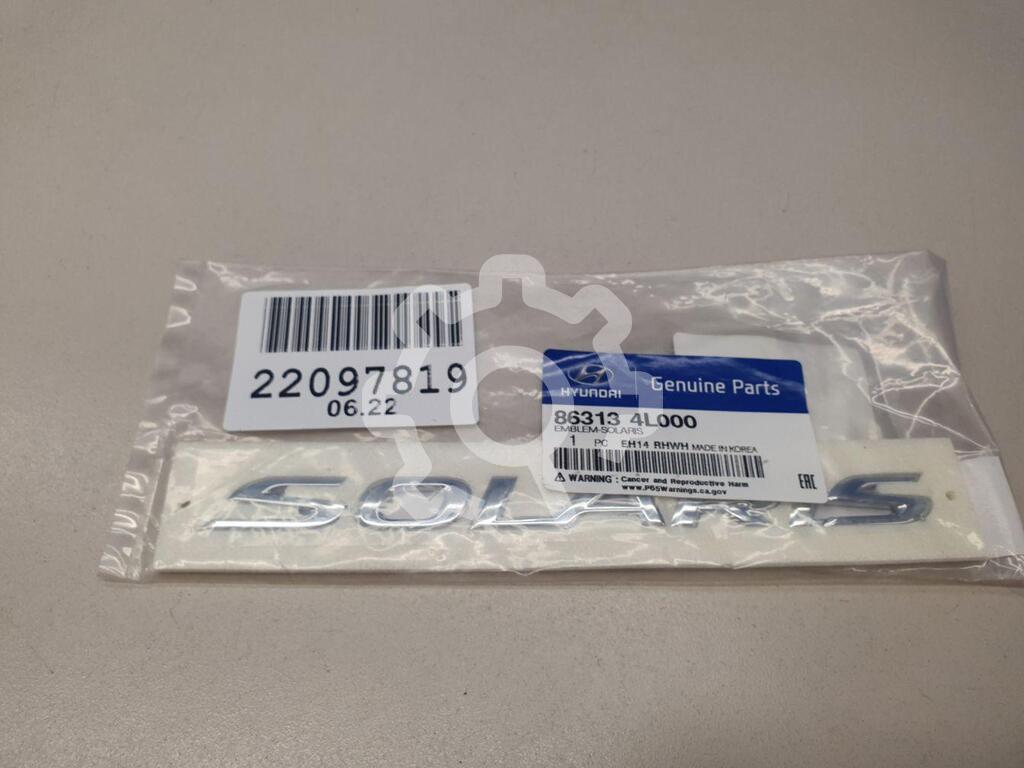 22097819
06.22
HYUNDAI
Genuine Parts
86313 4L000
EMBLEM-SOLARIS
1 PC EH14 RHWH MADE IN KOREA
WARNING : Cancer and Reproductive Harm
www.P65Warnings.ca.gov
EAC
SOLARIS